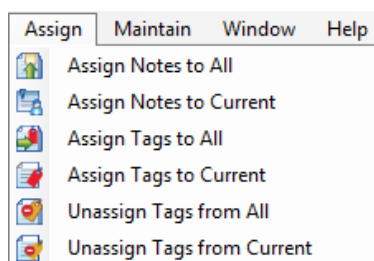 Assign Maintain Window Help
Assign Notes to All
Assign Notes to Current
Assign Tags to All
Assign Tags to Current
Unassign Tags from All
Unassign Tags from Current